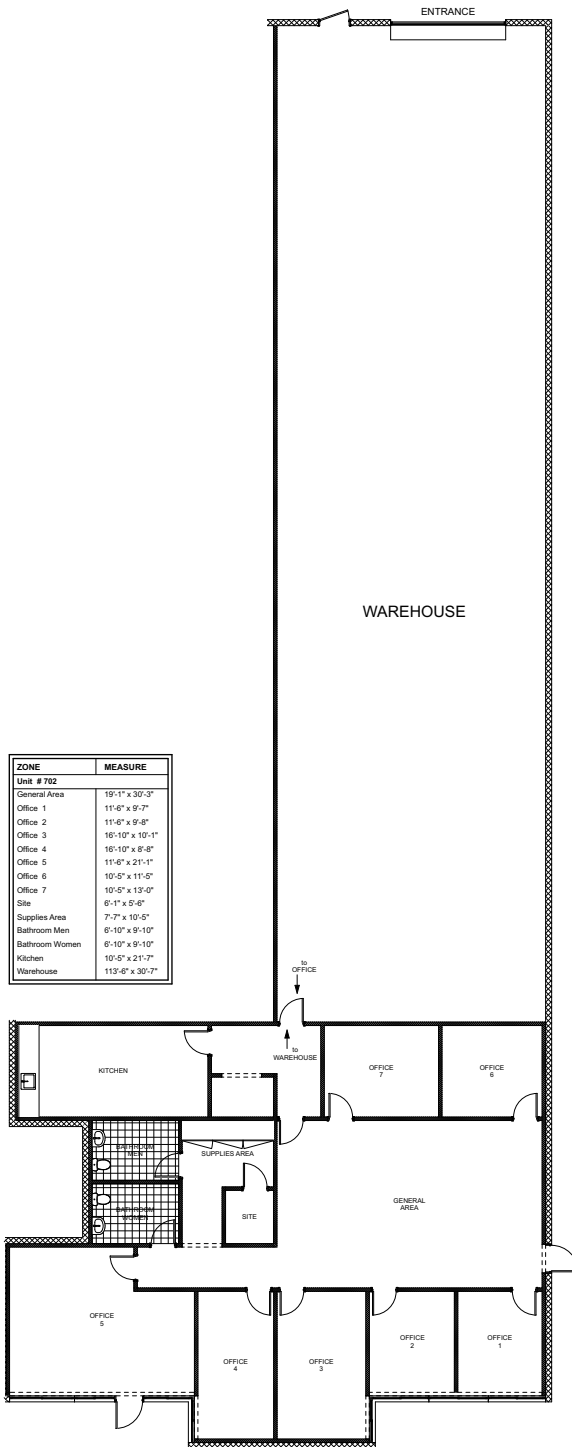 ENTRANCE
WAREHOUSE
ZONE MEASURE
Unit # 702
General Area 19'-1" x 30'-3"
Office 1 11'-6" x 9'-7"
Office 2 11'-6" x 9'-8"
Office 3 16'-10" x 10'-1"
Office 4 16'-10" x 8'-8"
Office 5 11'-6" x 21'-1"
Office 6 10'-5" x 11'-5"
Office 7 10'-5" x 13'-0"
Site 6'-1" x 5'-6"
Supplies Area 7'-7" x 10'-5"
Bathroom Men 6'-10" x 9'-10"
Bathroom Women 6'-10" x 9'-10"
Kitchen 10'-5" x 21'-7"
Warehouse 113'-6" x 30'-7"
to
OFFICE
to
WAREHOUSE
KITCHEN
OFFICE
7
OFFICE
6
BATHROOM
MEN
SUPPLIES AREA
BATHROOM
WOMEN
SITE
GENERAL
AREA
OFFICE
5
OFFICE
4
OFFICE
3
OFFICE
2
OFFICE
1